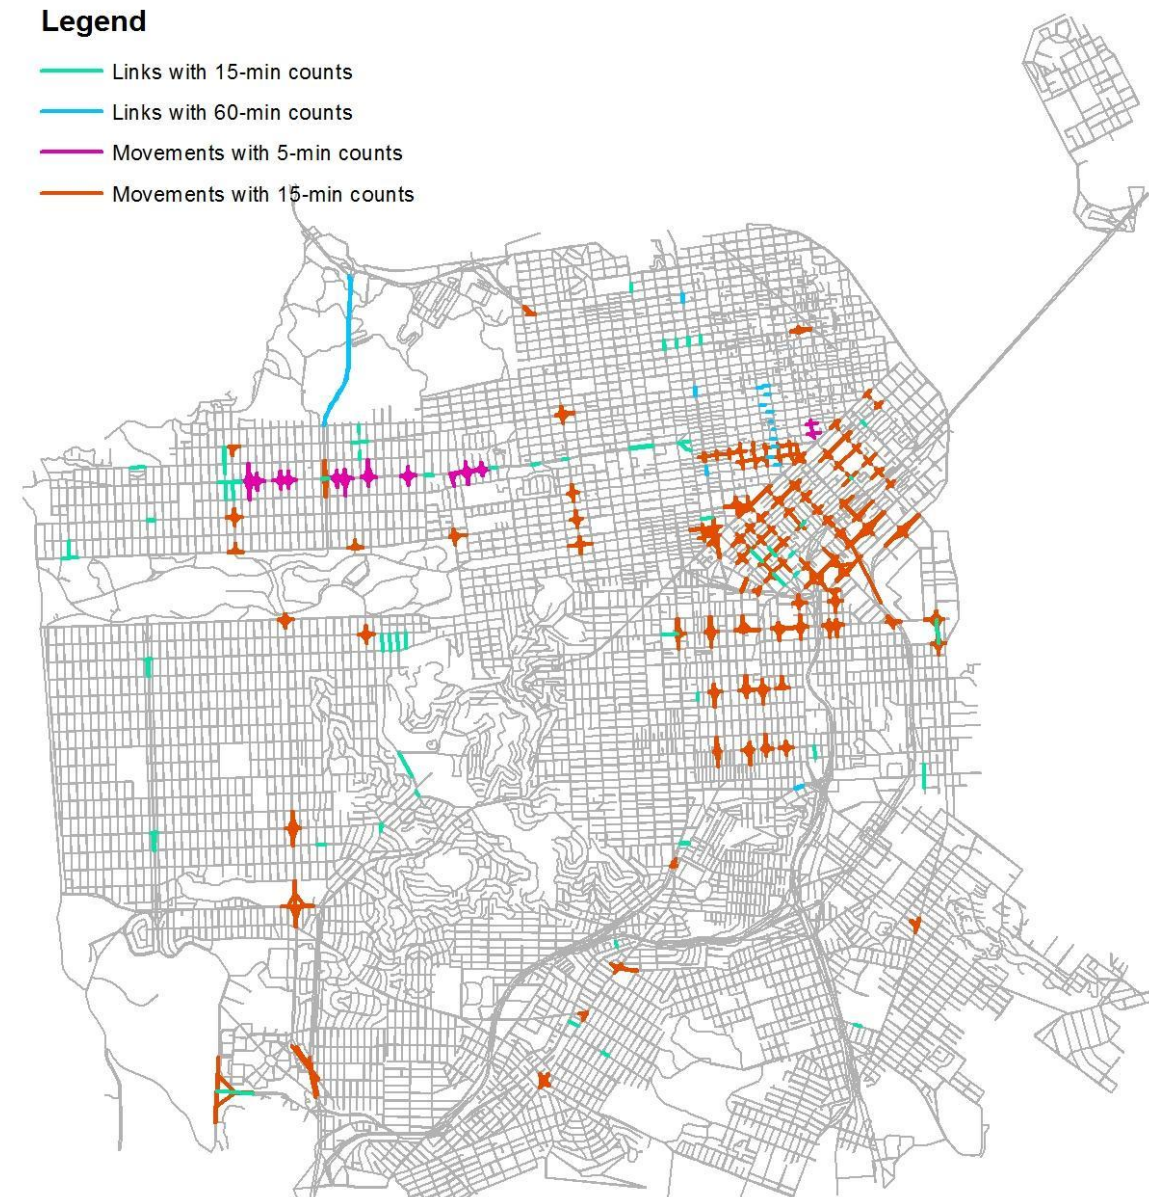 Legend
Links with 15-min counts
Links with 60-min counts
Movements with 5-min counts
Movements with 15-min counts